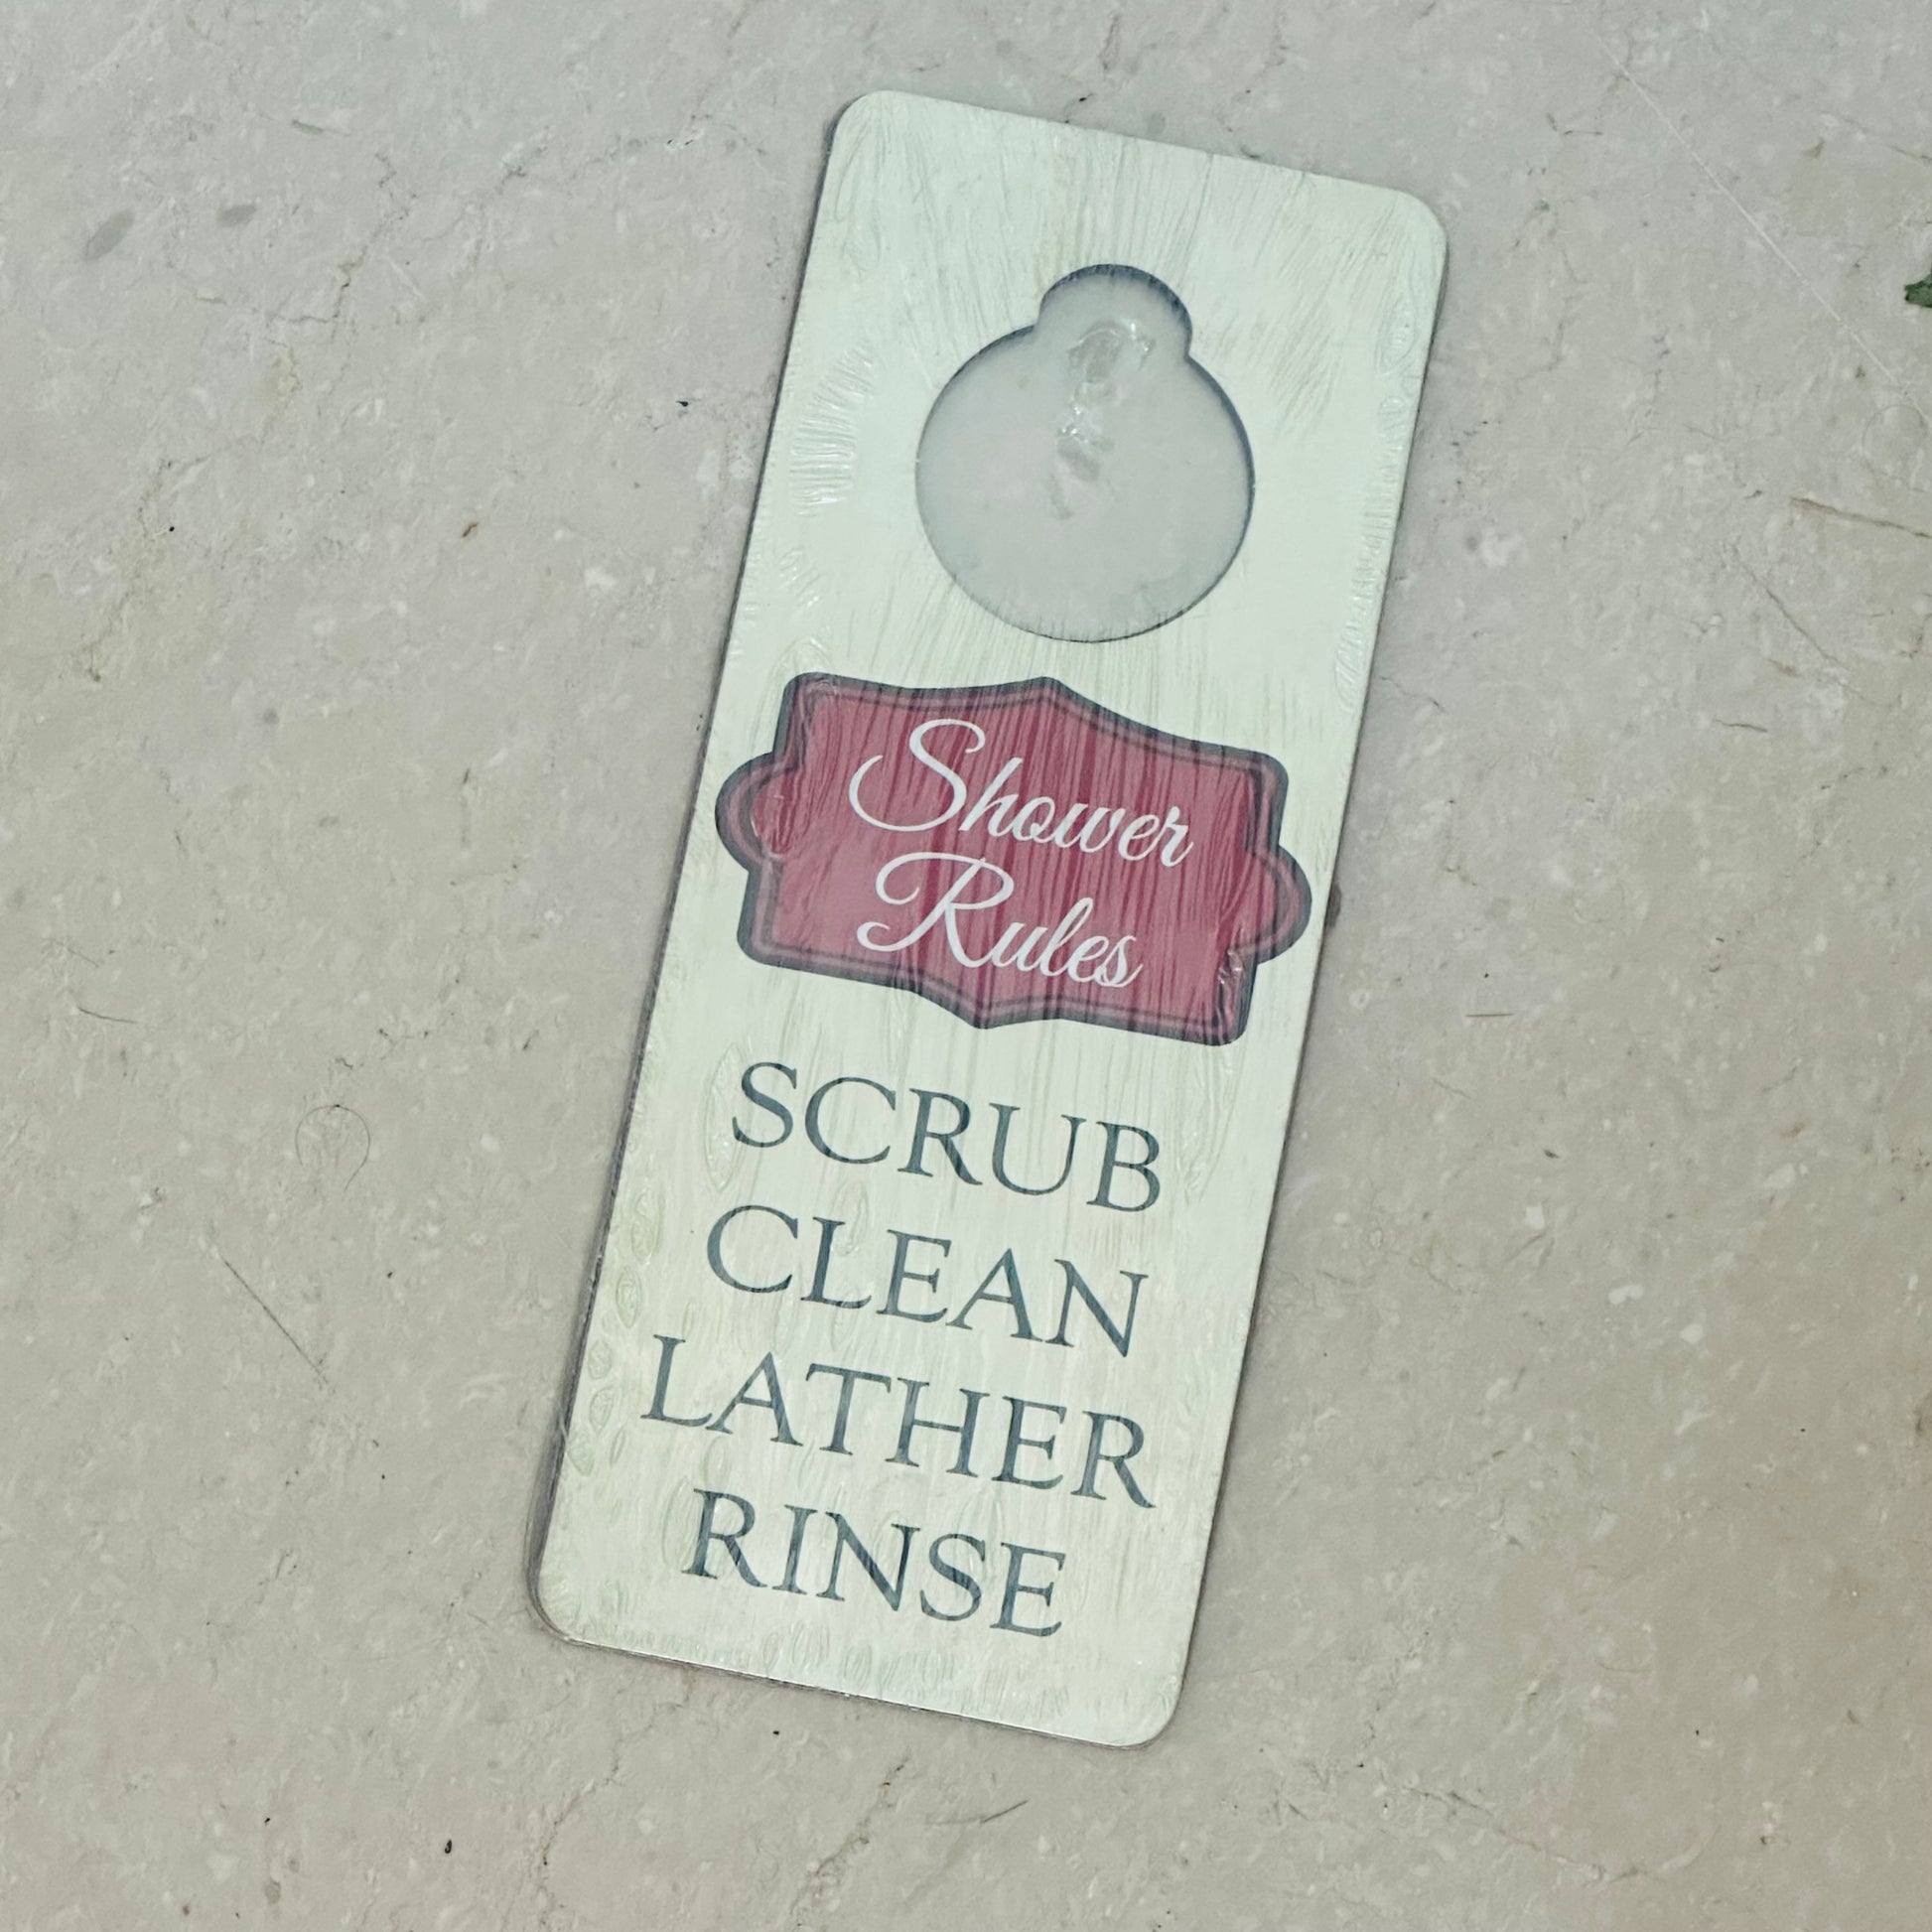 Shower
Rules
SCRUB
CLEAN
LATHER
RINSE